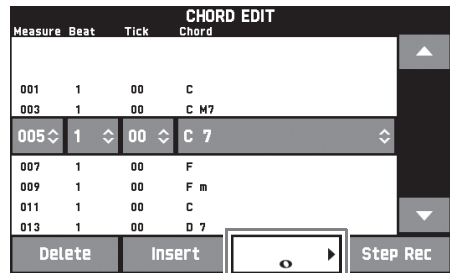 CHORD EDIT
Measure Beat Tick Chord
001 1 00 C
003 1 00 C M7
005 1 00 C 7
007 1 00 F
009 1 00 F m
011 1 00 C
013 1 00 D 7
Delete Insert Step Rec